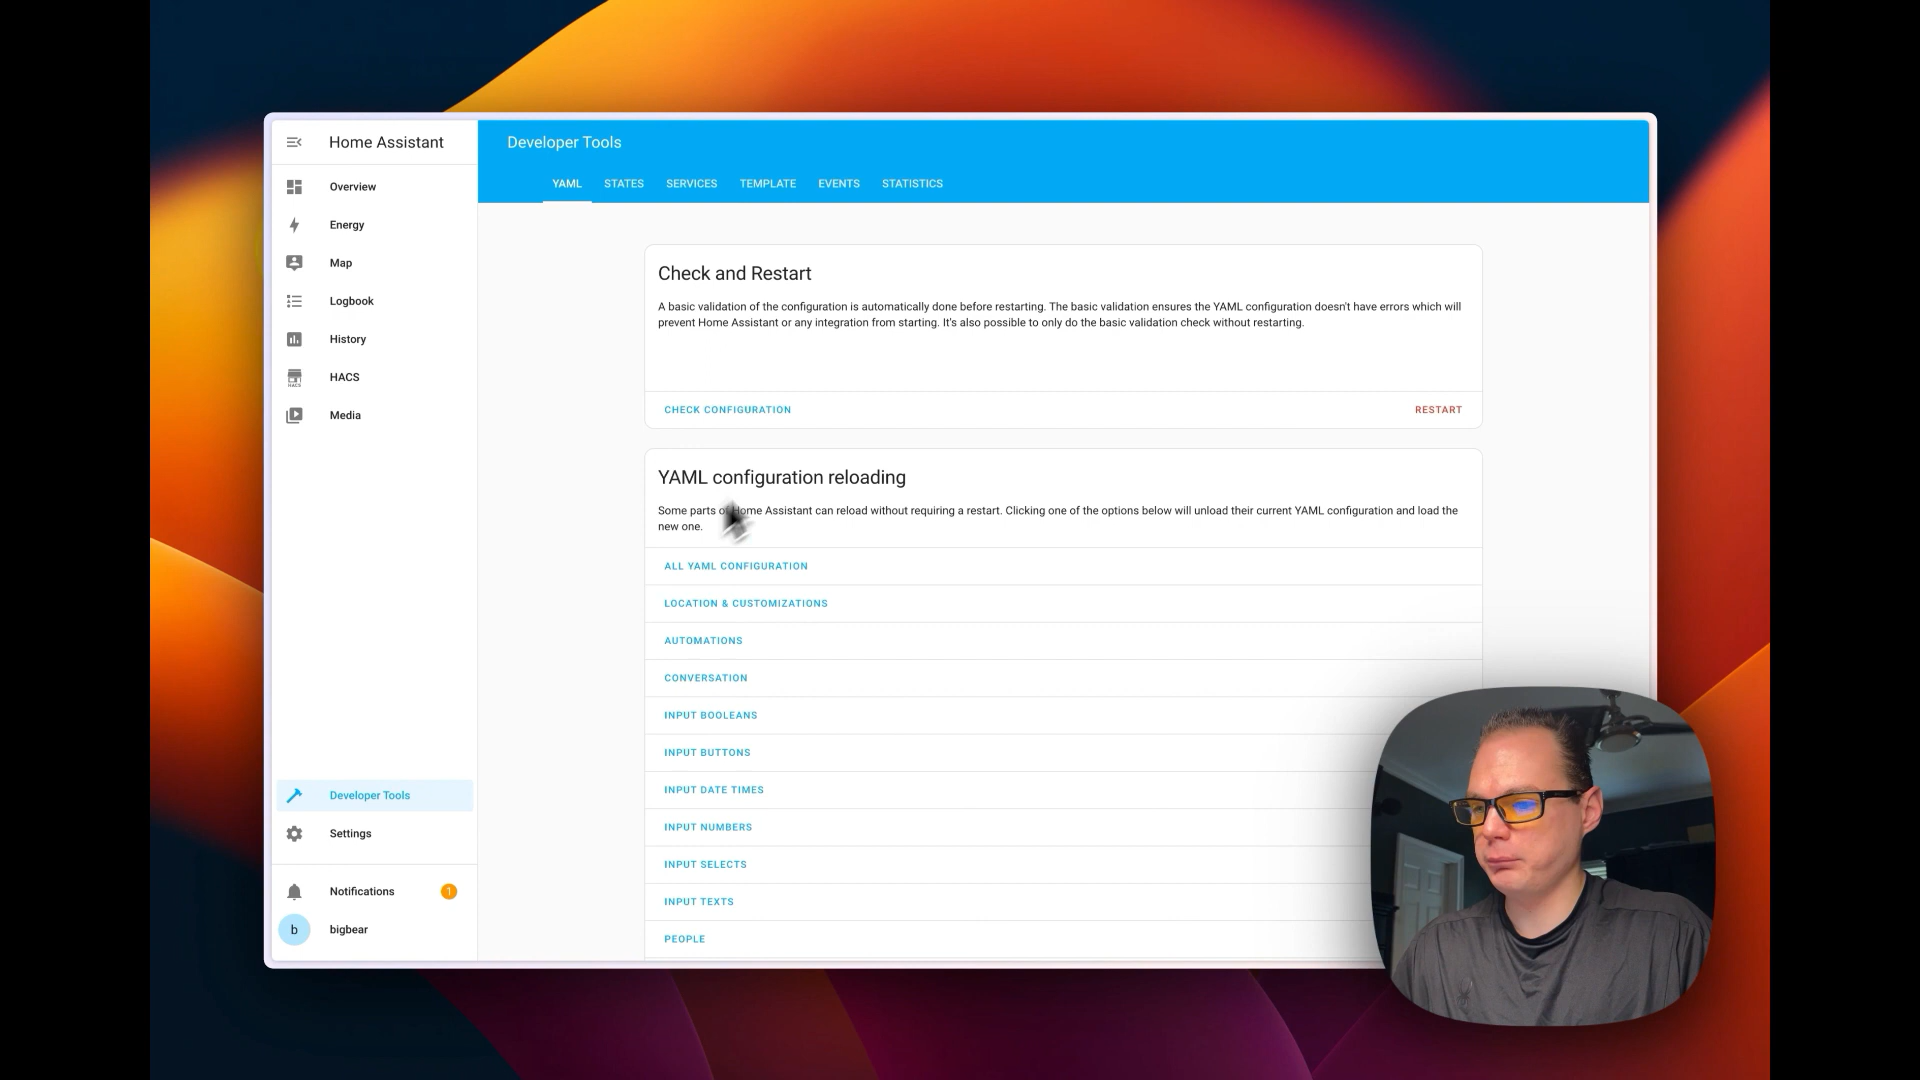 Home Assistant
Overview
Energy
Map
Logbook
History
HACS
HACS
Media
Developer Tools
Settings
Notifications 1
b bigbear
Developer Tools
YAML STATES SERVICES TEMPLATE EVENTS STATISTICS
Check and Restart
A basic validation of the configuration is automatically done before restarting. The basic validation ensures the YAML configuration doesn't have errors which will
prevent Home Assistant or any integration from starting. It's also possible to only do the basic validation check without restarting.
CHECK CONFIGURATION RESTART
YAML configuration reloading
Some parts of Home Assistant can reload without requiring a restart. Clicking one of the options below will unload their current YAML configuration and load the
new one.
ALL YAML CONFIGURATION
LOCATION & CUSTOMIZATIONS
AUTOMATIONS
CONVERSATION
INPUT BOOLEANS
INPUT BUTTONS
INPUT DATE TIMES
INPUT NUMBERS
INPUT SELECTS
INPUT TEXTS
PEOPLE